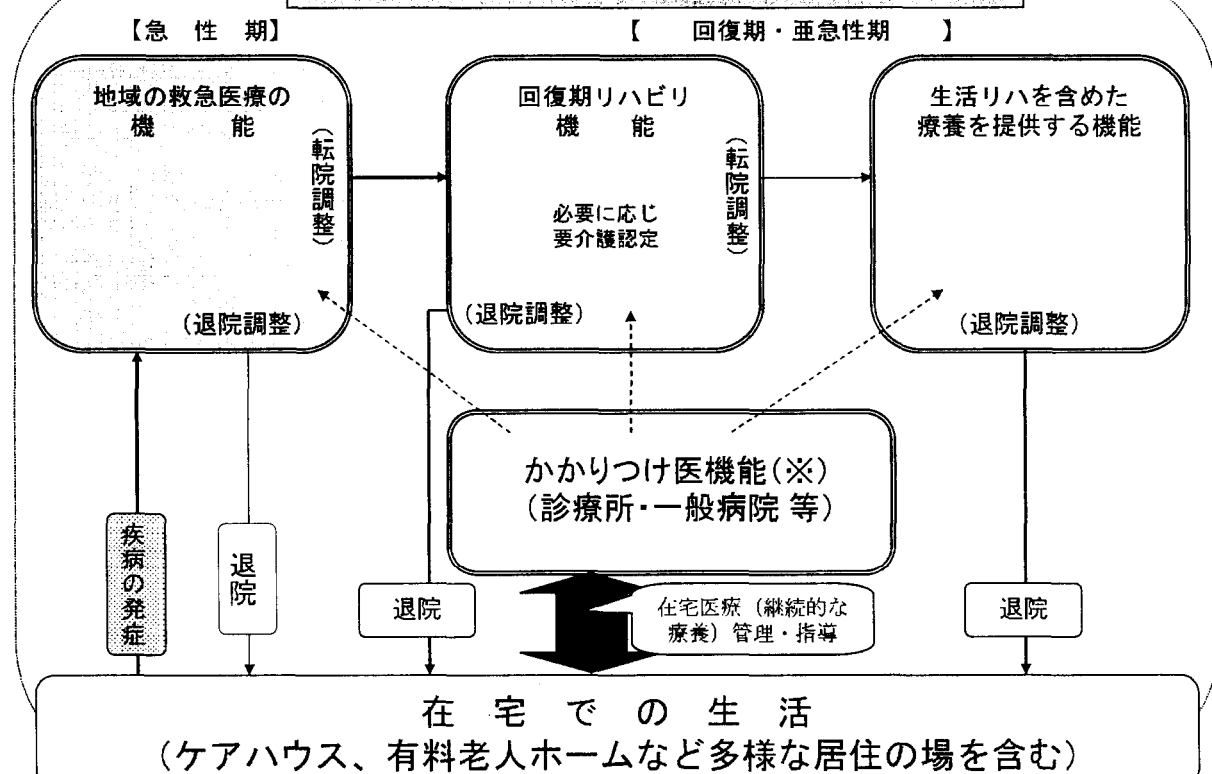 【急 性 期】
【 回復期・亜急性期 】
地域の救急医療の
機 能
(転院調整)
(退院調整)
回復期リハビリ
機 能
必要に応じ
要介護認定
(転院調整)
(退院調整)
生活リハを含めた
療養を提供する機能
(退院調整)
かかりつけ医機能(※)
(診療所・一般病院 等)
疾病の発症
退院
退院
在宅医療(継続的な
療養)管理・指導
退院
在 宅 で の 生 活
(ケアハウス、有料老人ホームなど多様な居住の場を含む)